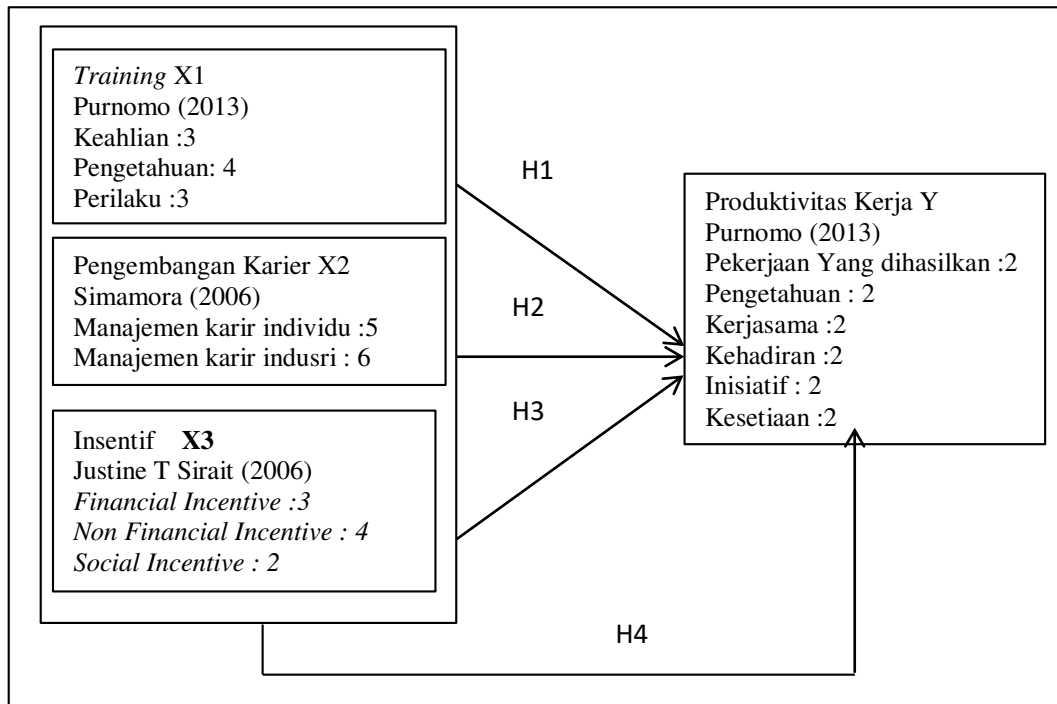 Training X1
Purnomo (2013)
Keahlian :3
Pengetahuan: 4
Perilaku :3
Pengembangan Karier X2
Simamora (2006)
Manajemen karir individu :5
Manajemen karir indusri : 6
Insentif X3
Justine T Sirait (2006)
Financial Incentive :3
Non Financial Incentive : 4
Social Incentive : 2
H1
H2
H3
H4
Produktivitas Kerja Y
Purnomo (2013)
Pekerjaan Yang dihasilkan :2
Pengetahuan : 2
Kerjasama :2
Kehadiran :2
Inisiatif : 2
Kesetiaan :2